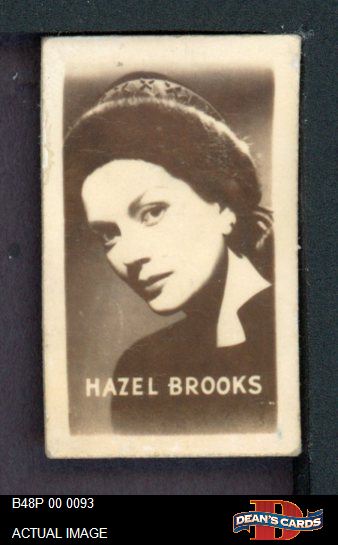 HAZEL BROOKS
B48P 00 0093
ACTUAL IMAGE
DEAN'S CARDS